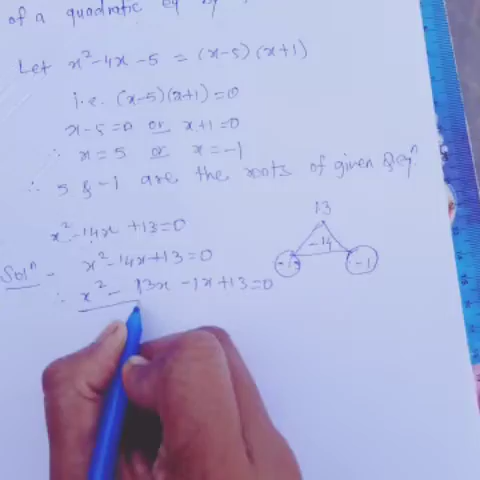 of a quadratic eqⁿ by
Let x²-4x-5 = (x-5)(x+1)
i.e. (x-5)(x+1)=0
x-5=0 or x+1=0
∴ x=5 or x=-1
∴ 5 & -1 are the roots of given Q.Eqⁿ.
x²-14x+13=0
13
Solⁿ - x²-14x+13=0
-14
-1
∴ x² - 13x -1x+13=0